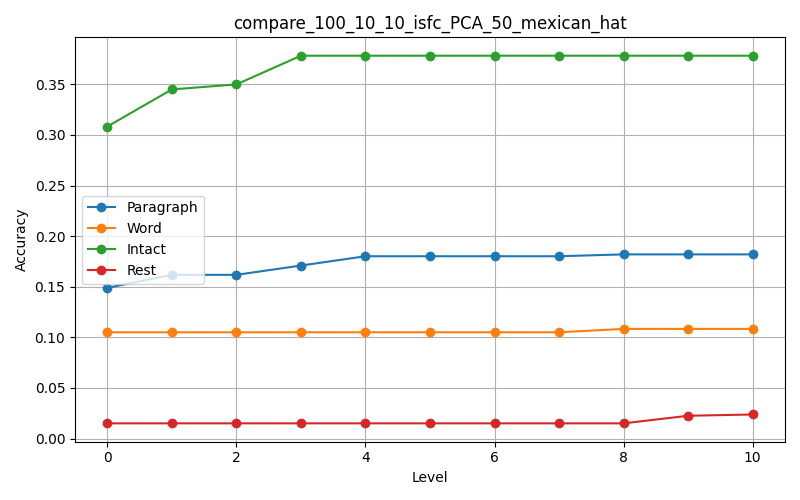 compare_100_10_10_isfc_PCA_50_mexican_hat
Accuracy
0.35
0.30
0.25
0.20
0.15
0.10
0.05
0.00
Paragraph
Word
Intact
Rest
0 2 4 6 8 10
Level